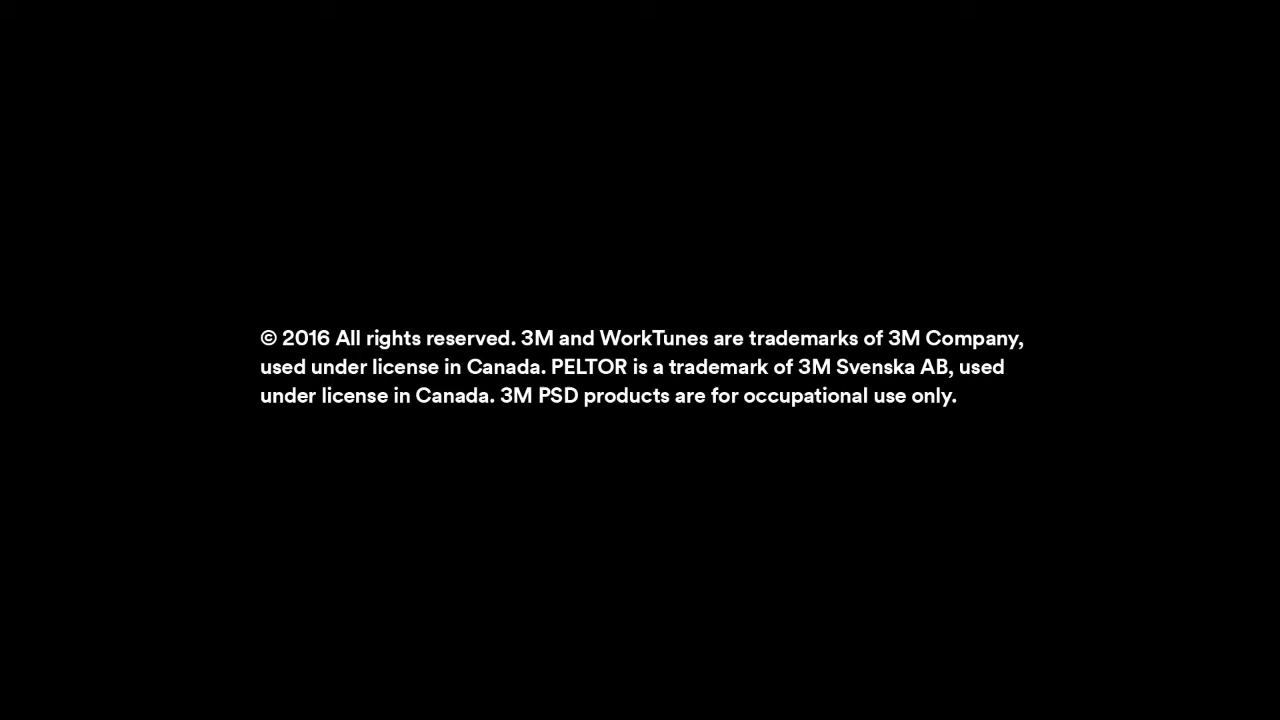 © 2016 All rights reserved. 3M and WorkTunes are trademarks of 3M Company,
used under license in Canada. PELTOR is a trademark of 3M Svenska AB, used
under license in Canada. 3M PSD products are for occupational use only.